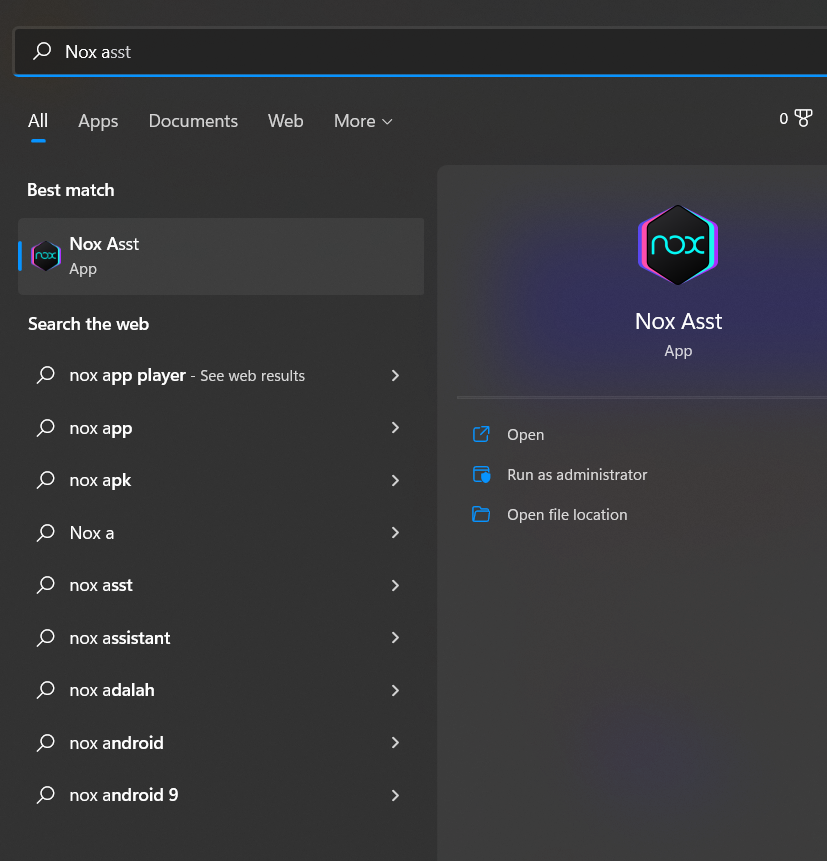 Nox asst
All Apps Documents Web More
0
Best match
Nox Asst
App
Search the web
nox app player - See web results
nox app
nox apk
Nox a
nox asst
nox assistant
nox adalah
nox android
nox android 9
nox
Nox Asst
App
Open
Run as administrator
Open file location